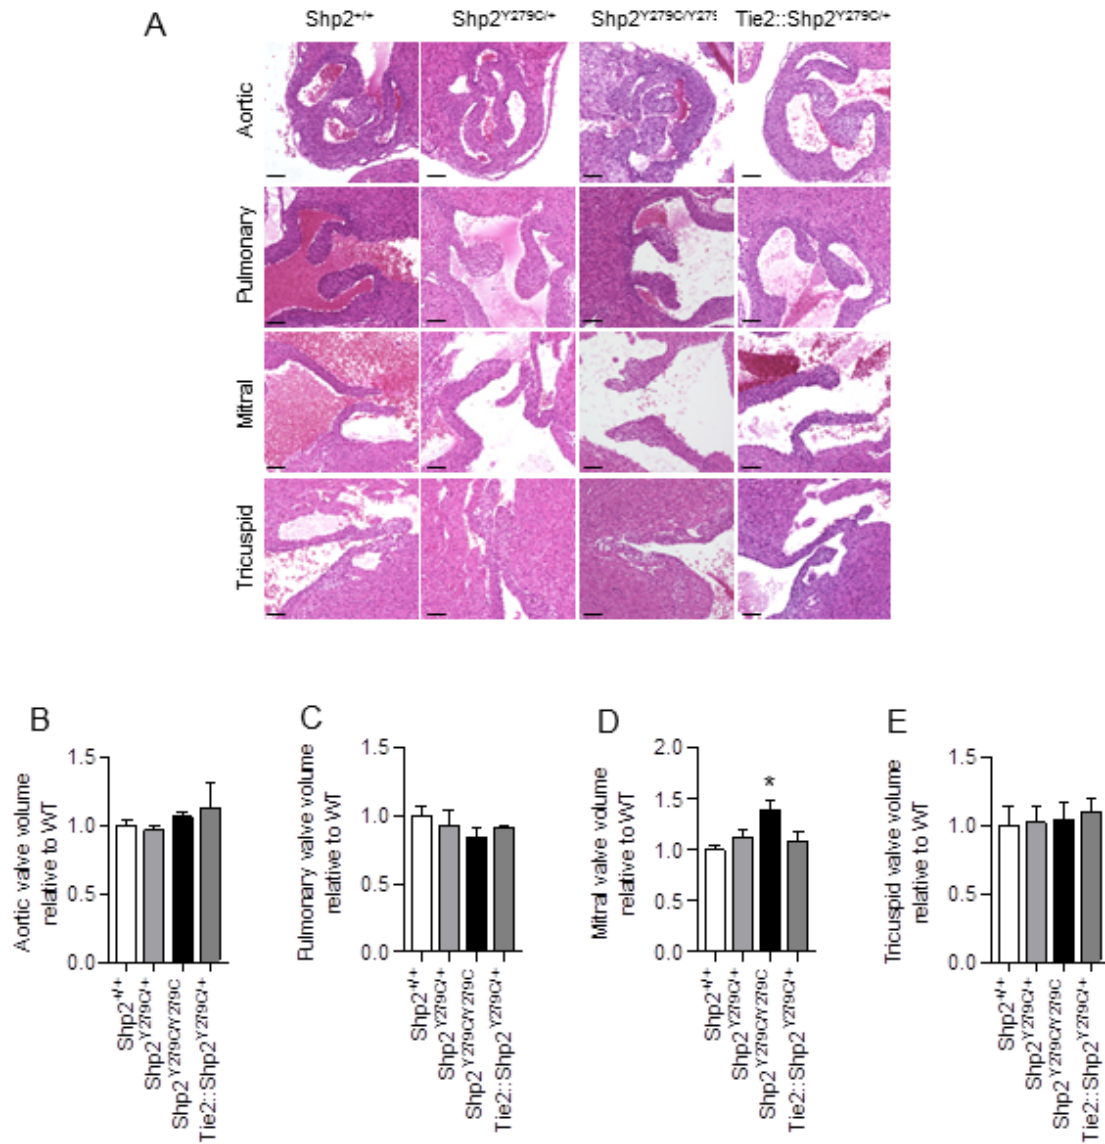 A
Shp2+/+ Shp2Y279C/+ Shp2Y279C/Y279 Tie2::Shp2Y279C/+
Aortic
Pulmonary
Mitral
Tricuspid
B
Aortic valve volume
relative to WT
1.5
1.0
0.5
0.0
Shp2+/+
Shp2Y279C/+
Shp2Y279C/Y279C
Tie2::Shp2Y279C/+
C
Pulmonary valve volume
relative to WT
1.5
1.0
0.5
0.0
Shp2+/+
Shp2Y279C/+
Shp2Y279C/Y279C
Tie2::Shp2Y279C/+
D
Mitral valve volume
relative to WT
2.0
1.5
1.0
0.5
0.0
*
Shp2+/+
Shp2Y279C/+
Shp2Y279C/Y279C
Tie2::Shp2Y279C/+
E
Tricuspid valve volume
relative to WT
1.5
1.0
0.5
0.0
Shp2+/+
Shp2Y279C/+
Shp2Y279C/Y279C
Tie2::Shp2Y279C/+